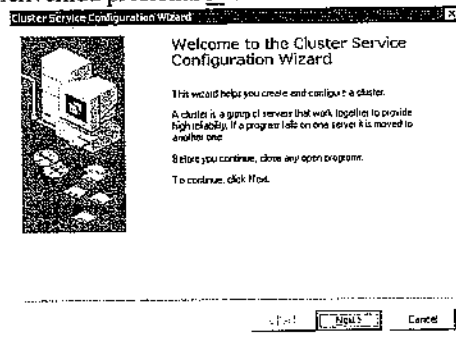 Cluster Service Configuration Wizard
Welcome to the Cluster Service
Configuration Wizard
This wizard helps you create and configure a cluster.
A cluster is a group of servers that work together to provide
high reliability. If a program fails on one server it is moved to
another one.
Before you continue, close any open programs.
To continue, click Next.
Next >
Cancel